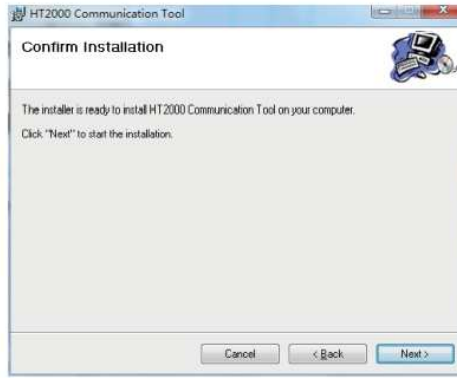 HT2000 Communication Tool
Confirm Installation
The installer is ready to install HT2000 Communication Tool on your computer.
Click "Next" to start the installation.
Cancel
< Back
Next >